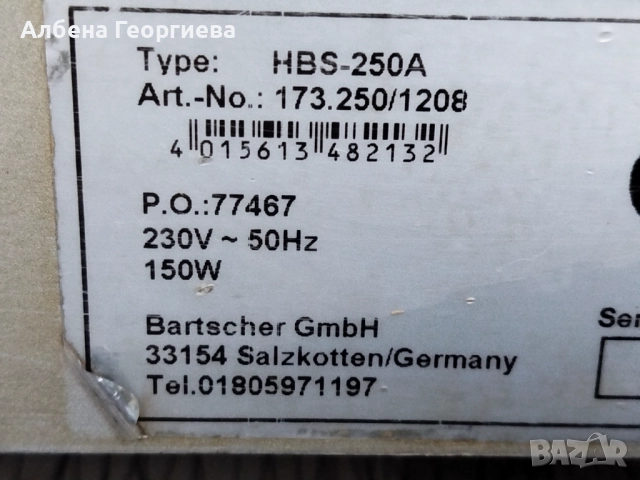 Албена Георгиева
Type: HBS-250A
Art.-No.: 173.250/1208
4 015613 482132
P.O.:77467
230V ~ 50Hz
150W
Bartscher GmbH
33154 Salzkotten/Germany
Tel.01805971197
Ser
BAZAR